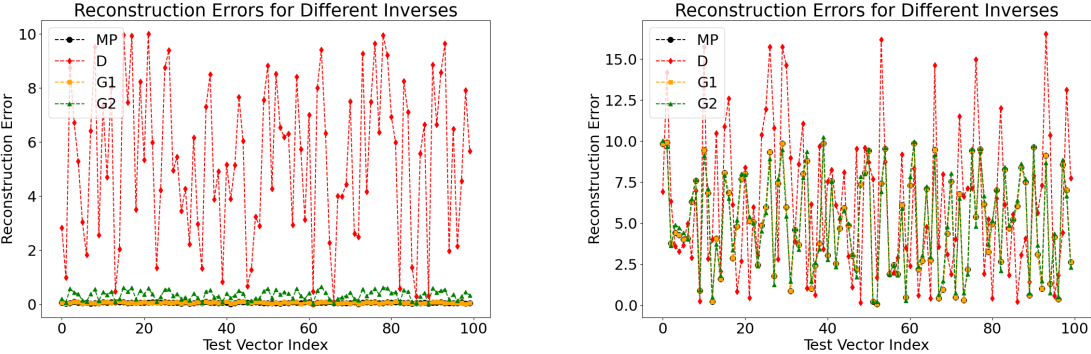 Reconstruction Errors for Different Inverses
10
8
6
4
2
0
Reconstruction Error
MP
D
G1
G2
0 20 40 60 80 100
Test Vector Index
Reconstruction Errors for Different Inverses
15.0
12.5
10.0
7.5
5.0
2.5
0.0
Reconstruction Error
MP
D
G1
G2
0 20 40 60 80 100
Test Vector Index